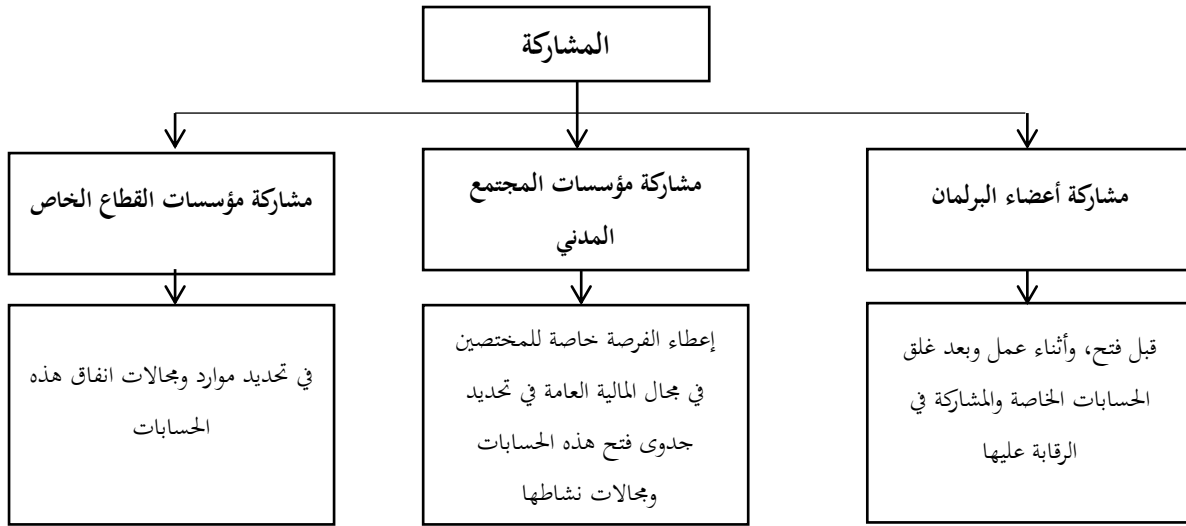 المشاركة
مشاركة أعضاء البرلمان
قبل فتح، وأثناء عمل وبعد غلق
الحسابات الخاصة والمشاركة في
الرقابة عليها
مشاركة مؤسسات المجتمع
المدني
إعطاء الفرصة خاصة للمختصين
في مجال المالية العامة في تحديد
جدوى فتح هذه الحسابات
ومجالات نشاطها
مشاركة مؤسسات القطاع الخاص
في تحديد موارد ومجالات انفاق هذه
الحسابات